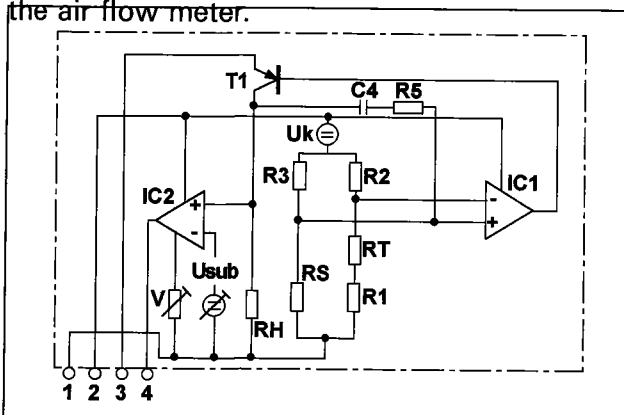 the air flow meter.
T1
C4 R5
Uk
R3 R2
IC2 IC1
+ -
- +
RT
Usub RS
V R1
RH
1 2 3 4